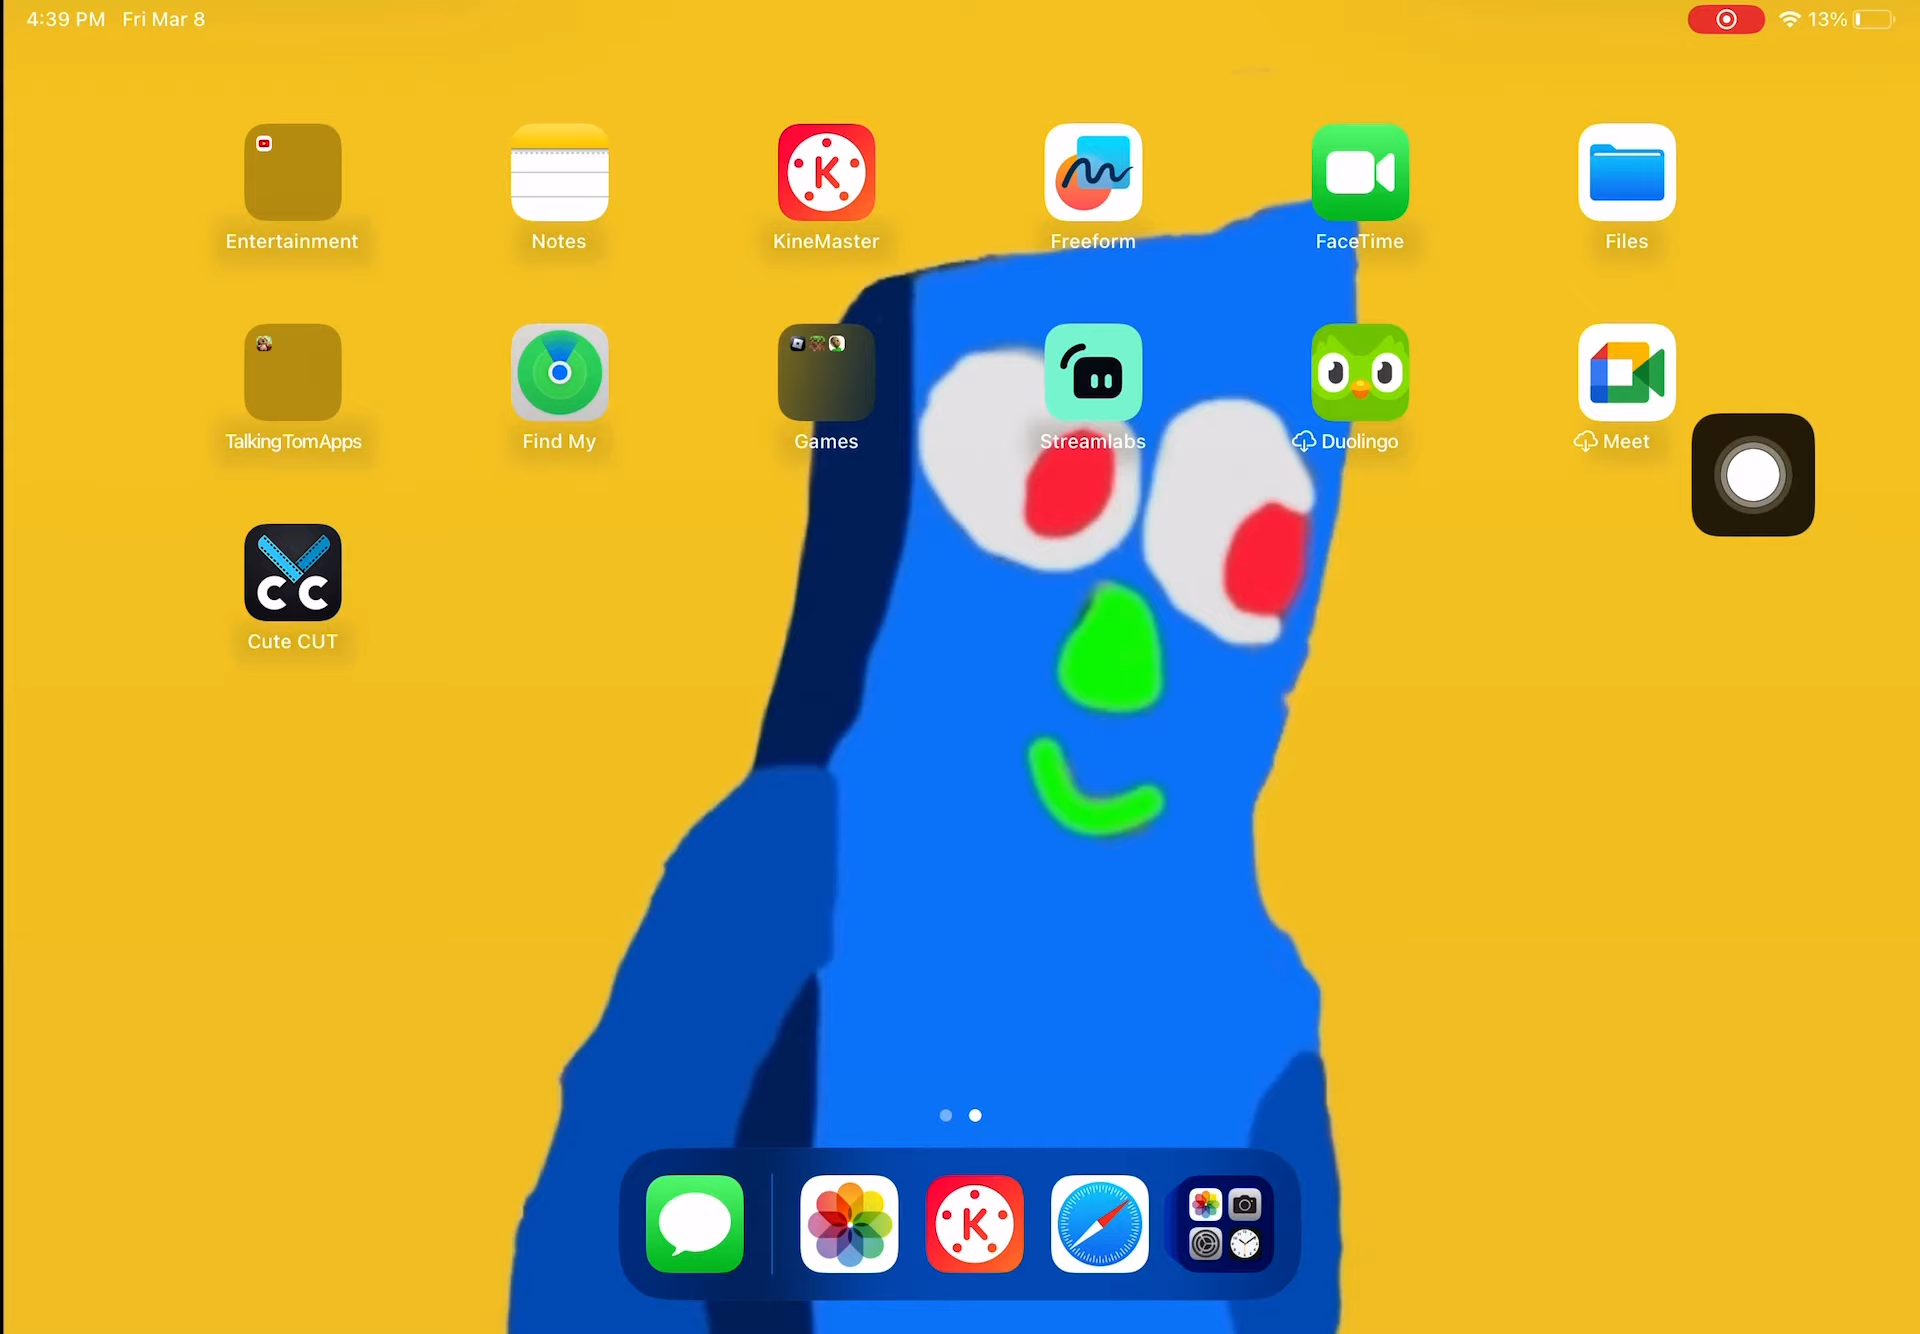 4:39 PM Fri Mar 8
13%
Entertainment
Notes
KineMaster
Freeform
FaceTime
Files
TalkingTomApps
Find My
Games
Streamlabs
Duolingo
Meet
CC
Cute CUT
K
K